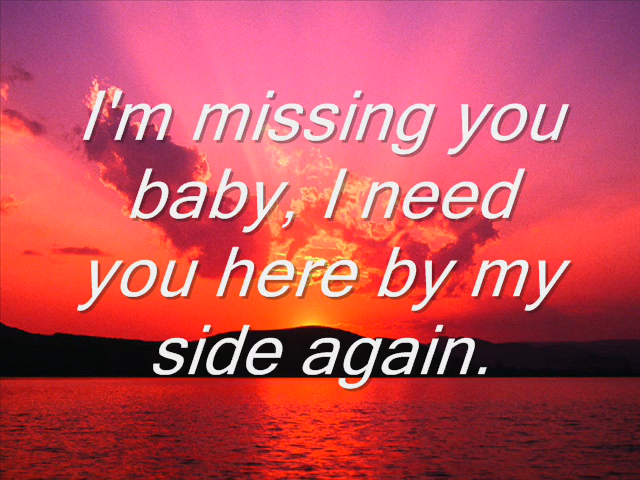 I'm missing you
baby, I need
you here by my
side again.